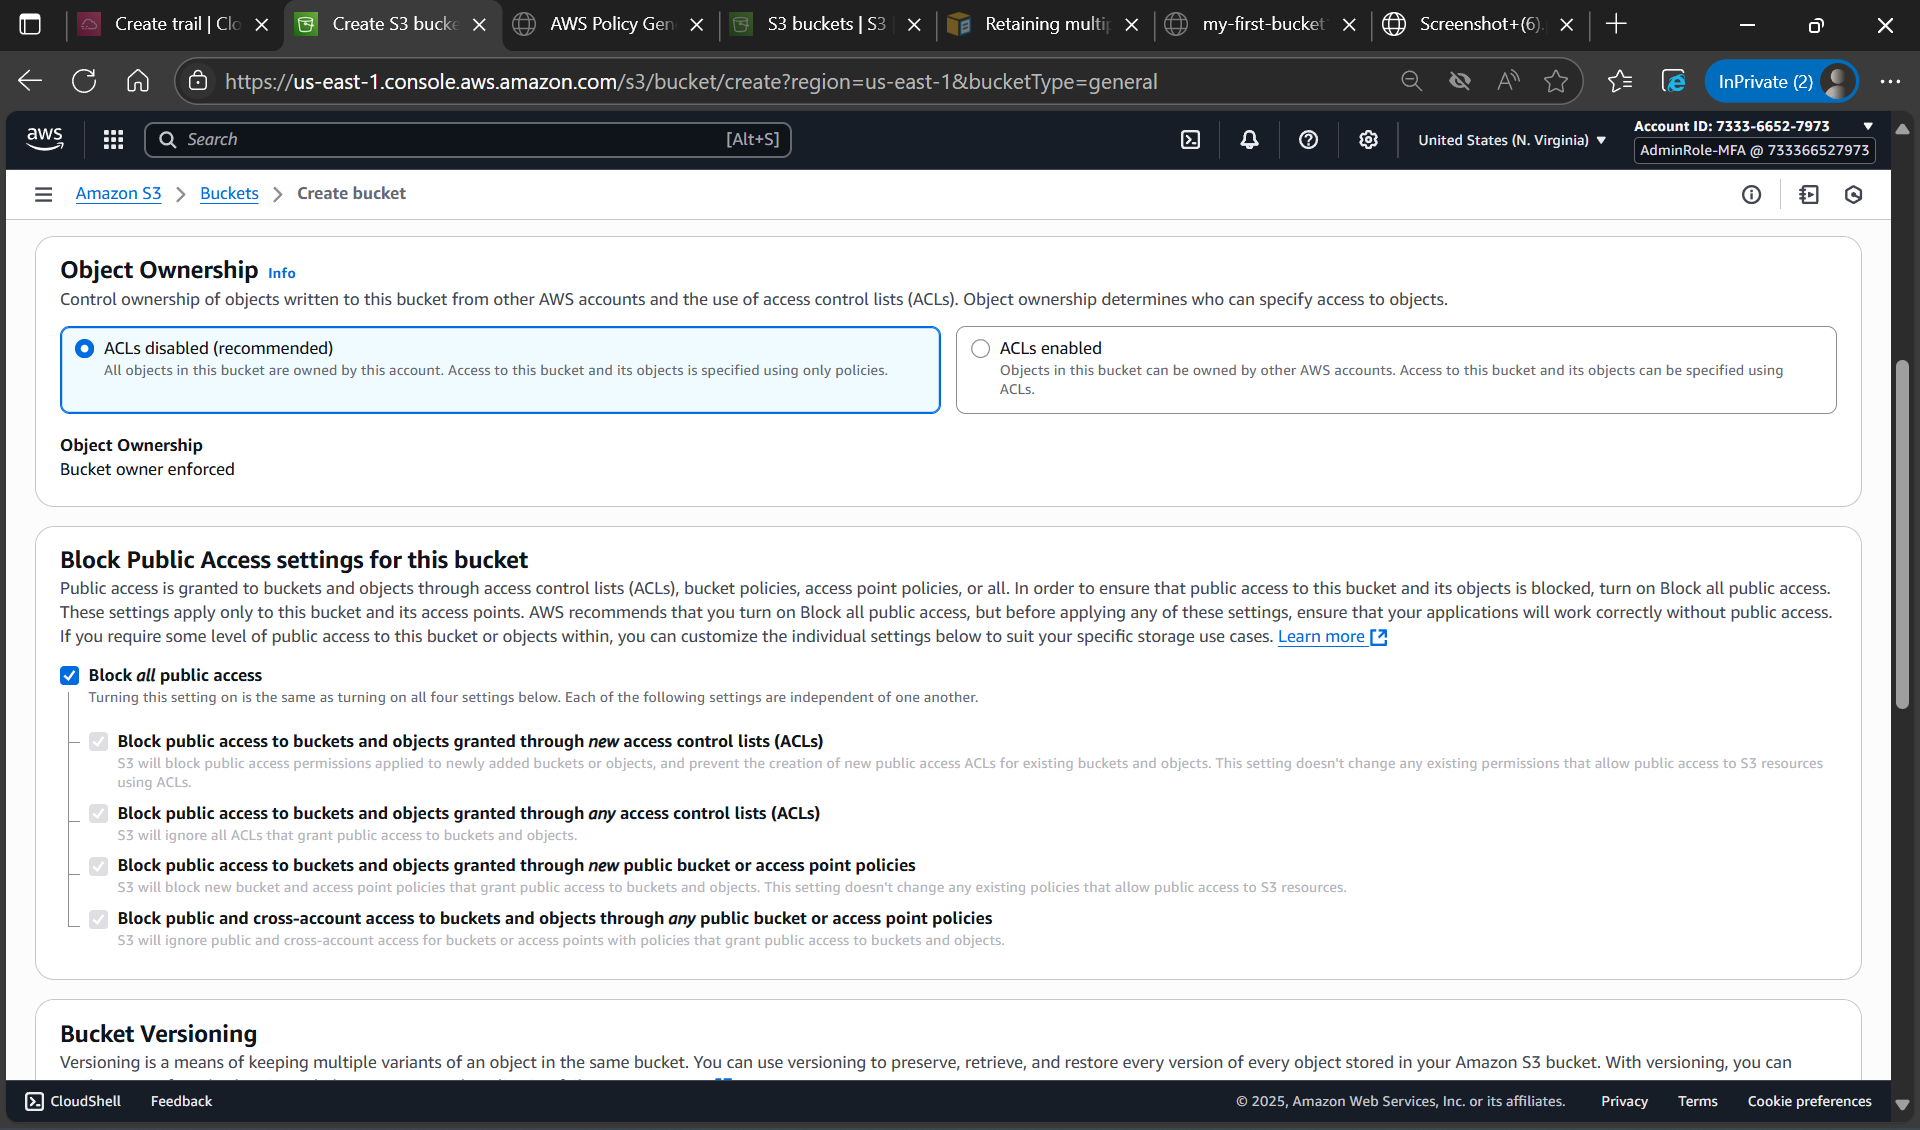 Create trail | Clo
Create S3 bucke
AWS Policy Gen
S3 buckets | S3
Retaining multip
my-first-bucket
Screenshot+(6).
https://us-east-1.console.aws.amazon.com/s3/bucket/create?region=us-east-1&bucketType=general
InPrivate (2)
aws
Search
[Alt+S]
United States (N. Virginia)
Account ID: 7333-6652-7973
AdminRole-MFA @ 733366527973
Amazon S3 > Buckets > Create bucket
Object Ownership Info
Control ownership of objects written to this bucket from other AWS accounts and the use of access control lists (ACLs). Object ownership determines who can specify access to objects.
ACLs disabled (recommended)
All objects in this bucket are owned by this account. Access to this bucket and its objects is specified using only policies.
ACLs enabled
Objects in this bucket can be owned by other AWS accounts. Access to this bucket and its objects can be specified using
ACLs.
Object Ownership
Bucket owner enforced
Block Public Access settings for this bucket
Public access is granted to buckets and objects through access control lists (ACLs), bucket policies, access point policies, or all. In order to ensure that public access to this bucket and its objects is blocked, turn on Block all public access.
These settings apply only to this bucket and its access points. AWS recommends that you turn on Block all public access, but before applying any of these settings, ensure that your applications will work correctly without public access.
If you require some level of public access to this bucket or objects within, you can customize the individual settings below to suit your specific storage use cases. Learn more
Block all public access
Turning this setting on is the same as turning on all four settings below. Each of the following settings are independent of one another.
Block public access to buckets and objects granted through new access control lists (ACLs)
S3 will block public access permissions applied to newly added buckets or objects, and prevent the creation of new public access ACLs for existing buckets and objects. This setting doesn't change any existing permissions that allow public access to S3 resources
using ACLs.
Block public access to buckets and objects granted through any access control lists (ACLs)
S3 will ignore all ACLs that grant public access to buckets and objects.
Block public access to buckets and objects granted through new public bucket or access point policies
S3 will block new bucket and access point policies that grant public access to buckets and objects. This setting doesn't change any existing policies that allow public access to S3 resources.
Block public and cross-account access to buckets and objects through any public bucket or access point policies
S3 will ignore public and cross-account access for buckets or access points with policies that grant public access to buckets and objects.
Bucket Versioning
Versioning is a means of keeping multiple variants of an object in the same bucket. You can use versioning to preserve, retrieve, and restore every version of every object stored in your Amazon S3 bucket. With versioning, you can
CloudShell
Feedback
© 2025, Amazon Web Services, Inc. or its affiliates.
Privacy
Terms
Cookie preferences